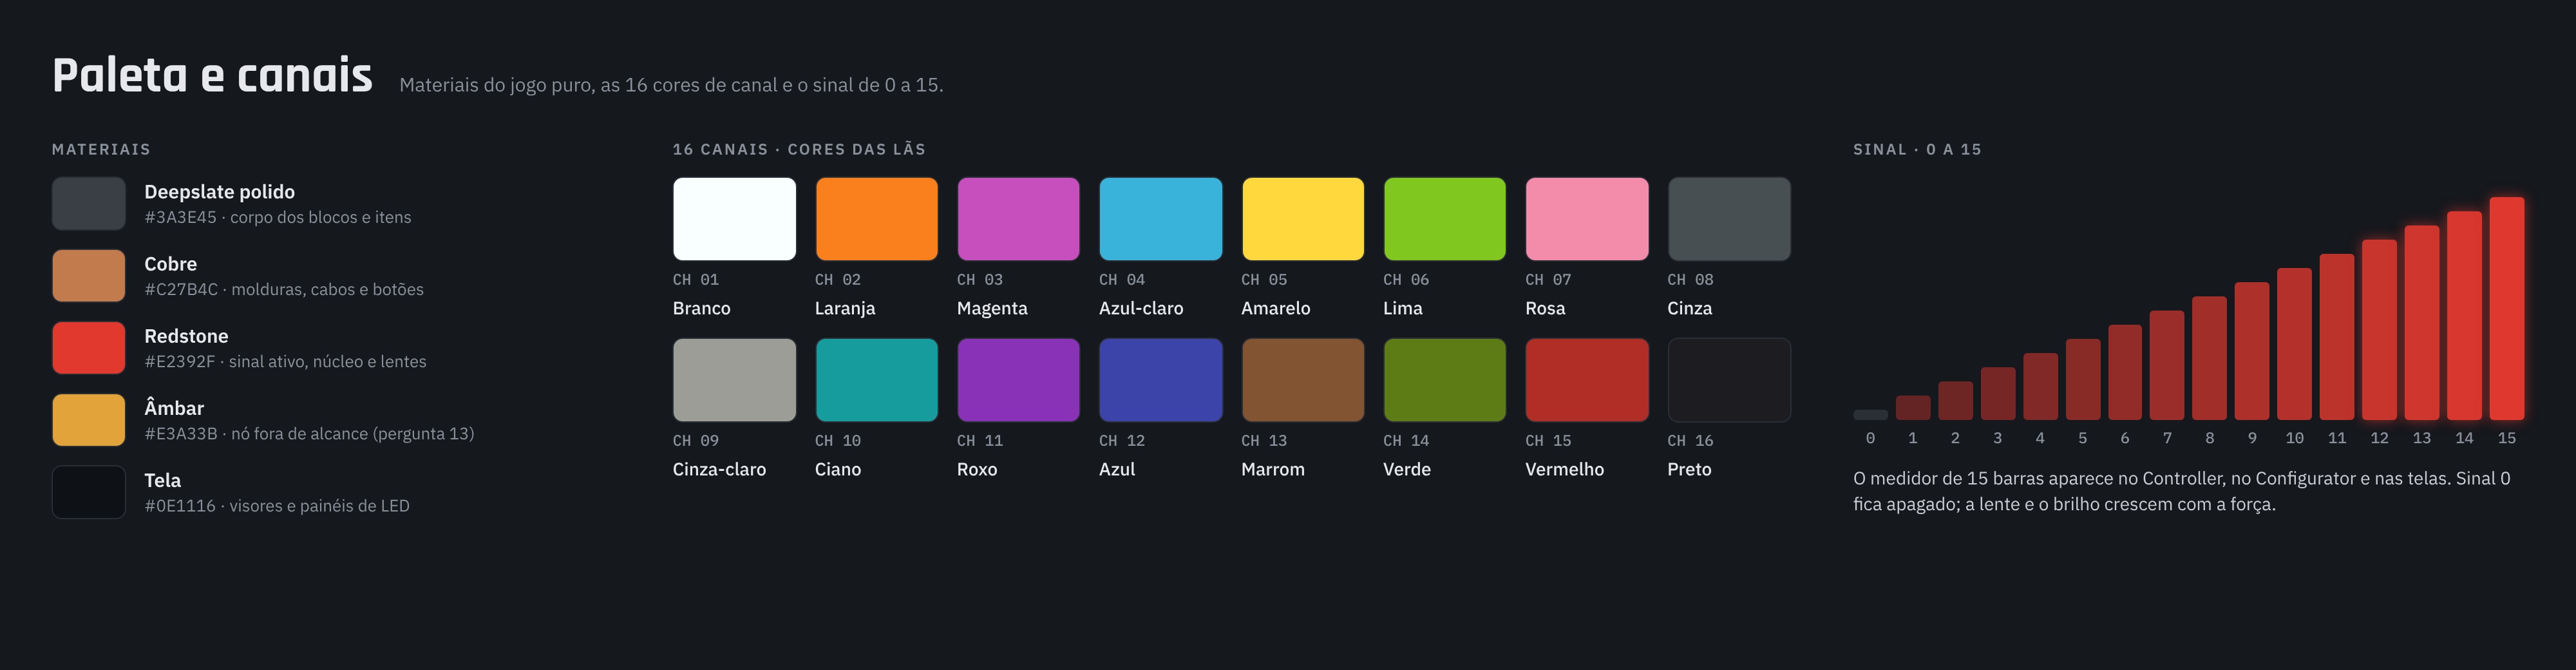 Paleta e canais
Materiais do jogo puro, as 16 cores de canal e o sinal de 0 a 15.
MATERIAIS
Deepslate polido
#3A3E45 · corpo dos blocos e itens
Cobre
#C27B4C · molduras, cabos e botões
Redstone
#E2392F · sinal ativo, núcleo e lentes
Âmbar
#E3A33B · nó fora de alcance (pergunta 13)
Tela
#0E1116 · visores e painéis de LED
16 CANAIS · CORES DAS LÃS
CH 01 CH 02 CH 03 CH 04 CH 05 CH 06 CH 07 CH 08
Branco Laranja Magenta Azul-claro Amarelo Lima Rosa Cinza
CH 09 CH 10 CH 11 CH 12 CH 13 CH 14 CH 15 CH 16
Cinza-claro Ciano Roxo Azul Marrom Verde Vermelho Preto
SINAL · 0 A 15
0 1 2 3 4 5 6 7 8 9 10 11 12 13 14 15
O medidor de 15 barras aparece no Controller, no Configurator e nas telas. Sinal 0
fica apagado; a lente e o brilho crescem com a força.